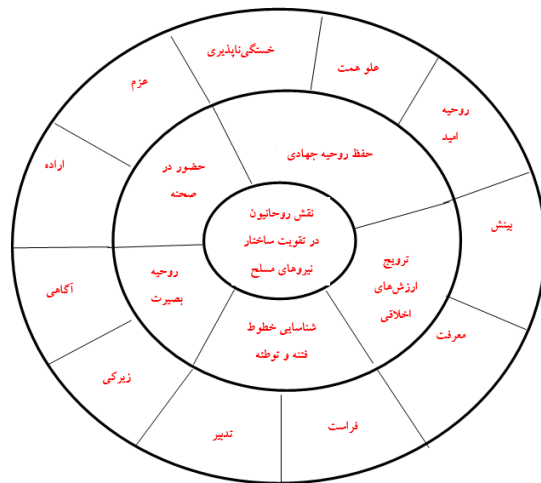 خستگی‌ناپذیری
علو همت
عزم
روحیه
امید
اراده
حضور در
صحنه
حفظ روحیه جهادی
نقش روحانیون
در تقویت ساختار
نیروهای مسلح
بینش
ترویج
ارزش‌های
اخلاقی
روحیه
بصیرت
آگاهی
شناسایی خطوط
فتنه و توطئه
معرفت
زیرکی
تدبیر
فراست